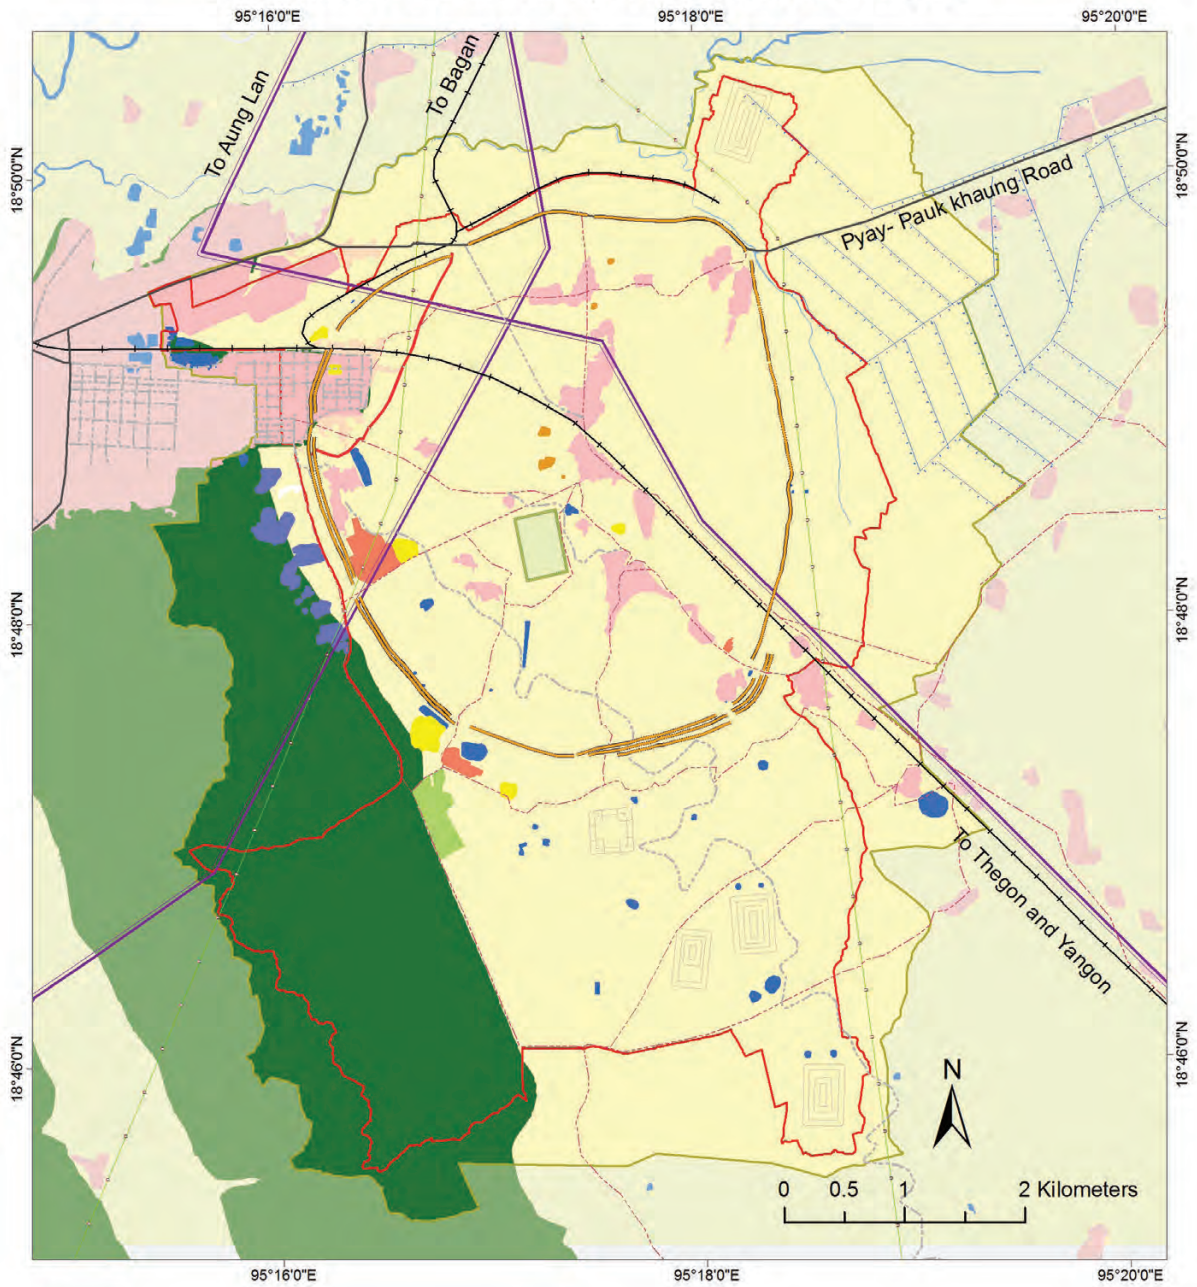 95°16'0"E
95°18'0"E
95°20'0"E
To Aung Lan
To Bagan
18°50'0"N
18°50'0"N
Pyay- Pauk khaung Road
18°48'0"N
18°48'0"N
To Thegon and Yangon
18°46'0"N
18°46'0"N
N
0 0.5 1 2 Kilometers
95°16'0"E
95°18'0"E
95°20'0"E